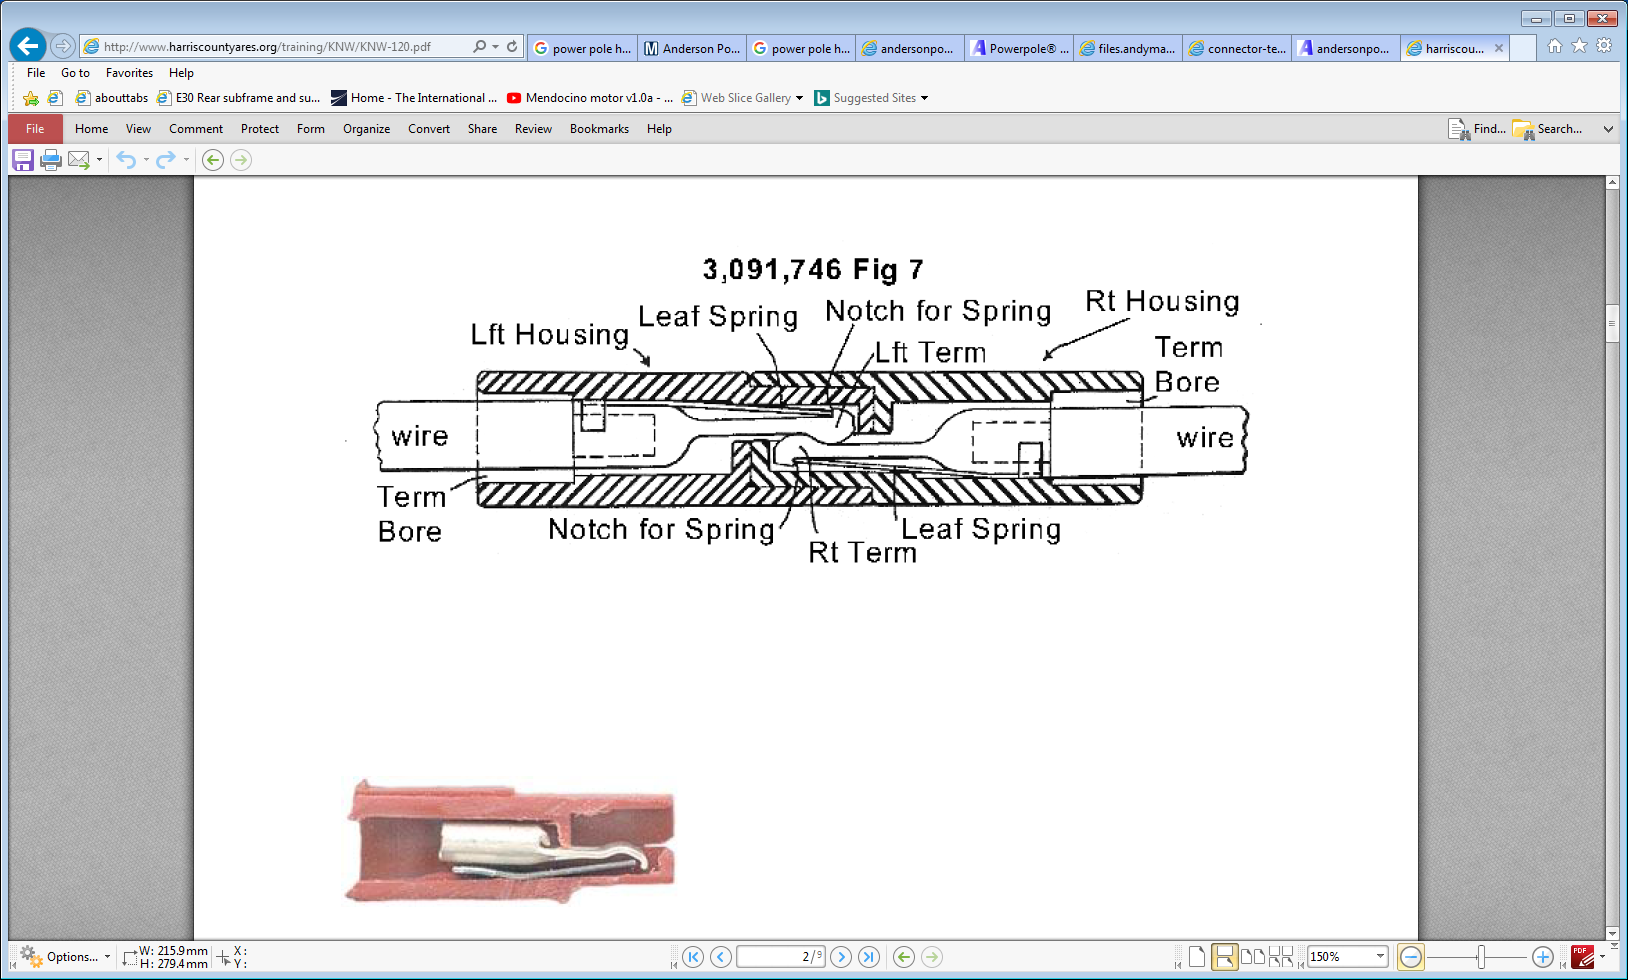 http://www.harriscountyares.org/training/KNW/KNW-120.pdf
power pole h...
Anderson Po...
power pole h...
andersonpo...
Powerpole® ...
files.andyma...
connector-te...
andersonpo...
harriscou...
File Go to Favorites Help
abouttabs
E30 Rear subframe and su...
Home - The International ...
Mendocino motor v1.0a - ...
Web Slice Gallery
Suggested Sites
File Home View Comment Protect Form Organize Convert Share Review Bookmarks Help
Find...
Search...
3,091,746 Fig 7
Lft Housing
Leaf Spring
Notch for Spring
Rt Housing
Lft Term
Term
Bore
wire
wire
Term
Bore
Notch for Spring
Rt Term
Leaf Spring
Options...
W: 215.9mm
H: 279.4mm
X:
Y:
2/9
150%
PDF